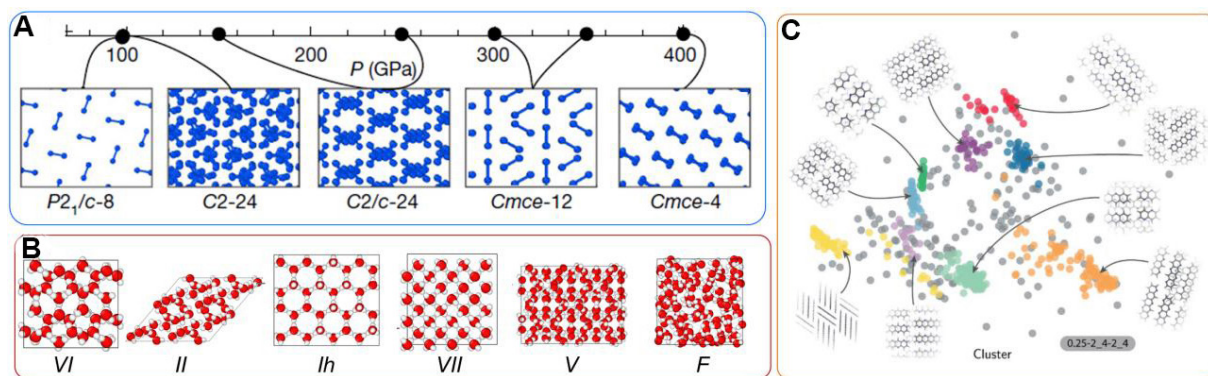 A
100
200
300
400
P (GPa)
P2₁/c-8
C2-24
C2/c-24
Cmce-12
Cmce-4
B
VI
II
Ih
VII
V
F
C
Cluster
0.25-2_4-2_4